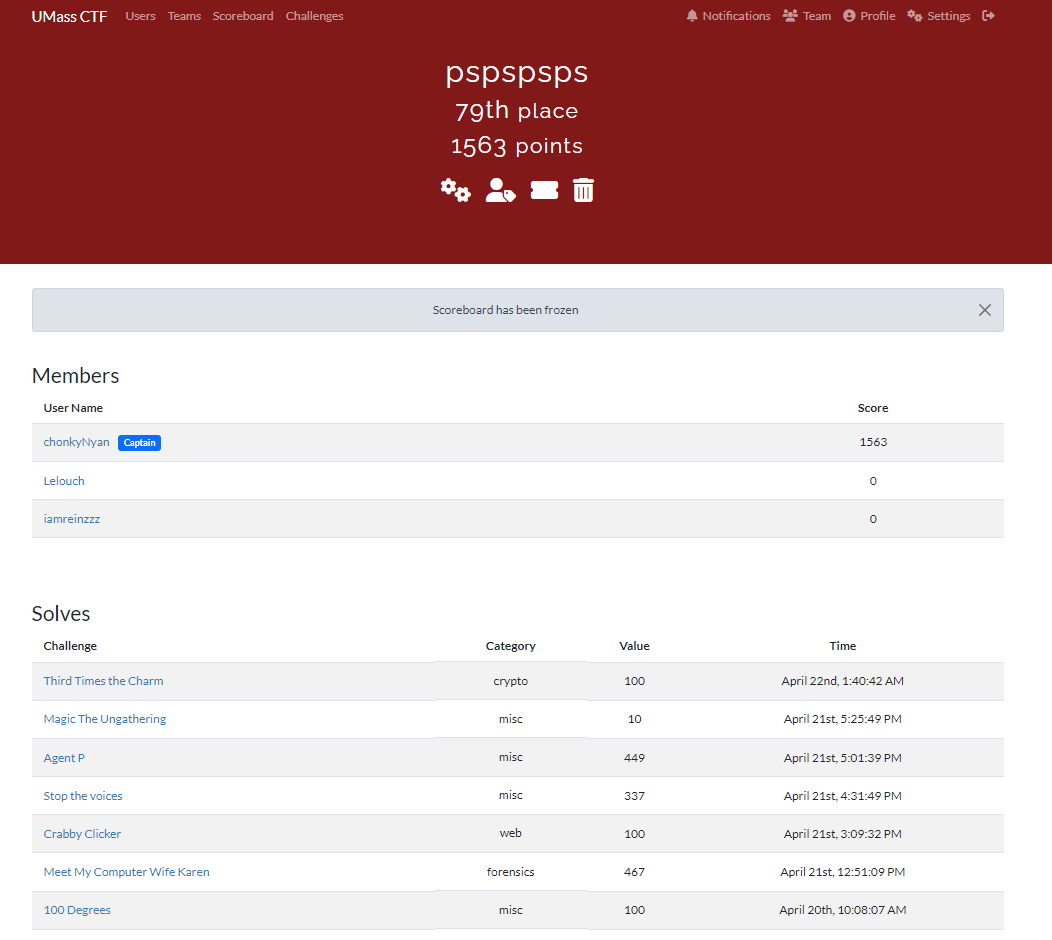 UMass CTF Users Teams Scoreboard Challenges Notifications Team Profile Settings
pspspsps
79th place
1563 points
Scoreboard has been frozen
Members
User Name Score
chonkyNyan Captain 1563
Lelouch 0
iamreinzzz 0
Solves
Challenge Category Value Time
Third Times the Charm crypto 100 April 22nd, 1:40:42 AM
Magic The Ungathering misc 10 April 21st, 5:25:49 PM
Agent P misc 449 April 21st, 5:01:39 PM
Stop the voices misc 337 April 21st, 4:31:49 PM
Crabby Clicker web 100 April 21st, 3:09:32 PM
Meet My Computer Wife Karen forensics 467 April 21st, 12:51:09 PM
100 Degrees misc 100 April 20th, 10:08:07 AM